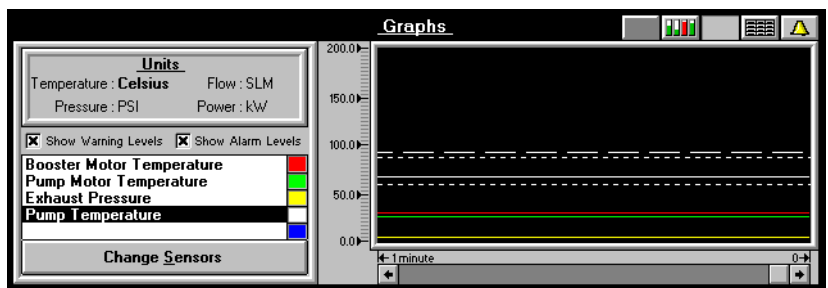 Graphs
Units
Temperature : Celsius Flow : SLM
Pressure : PSI Power : kW
Show Warning Levels Show Alarm Levels
Booster Motor Temperature
Pump Motor Temperature
Exhaust Pressure
Pump Temperature
Change Sensors
200.0
150.0
100.0
50.0
0.0
1 minute 0